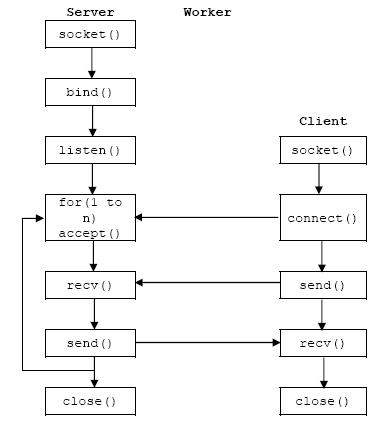 Server Worker
socket()
bind()
Client
listen() socket()
for(1 to
n)
accept()
connect()
recv() send()
send() recv()
close() close()